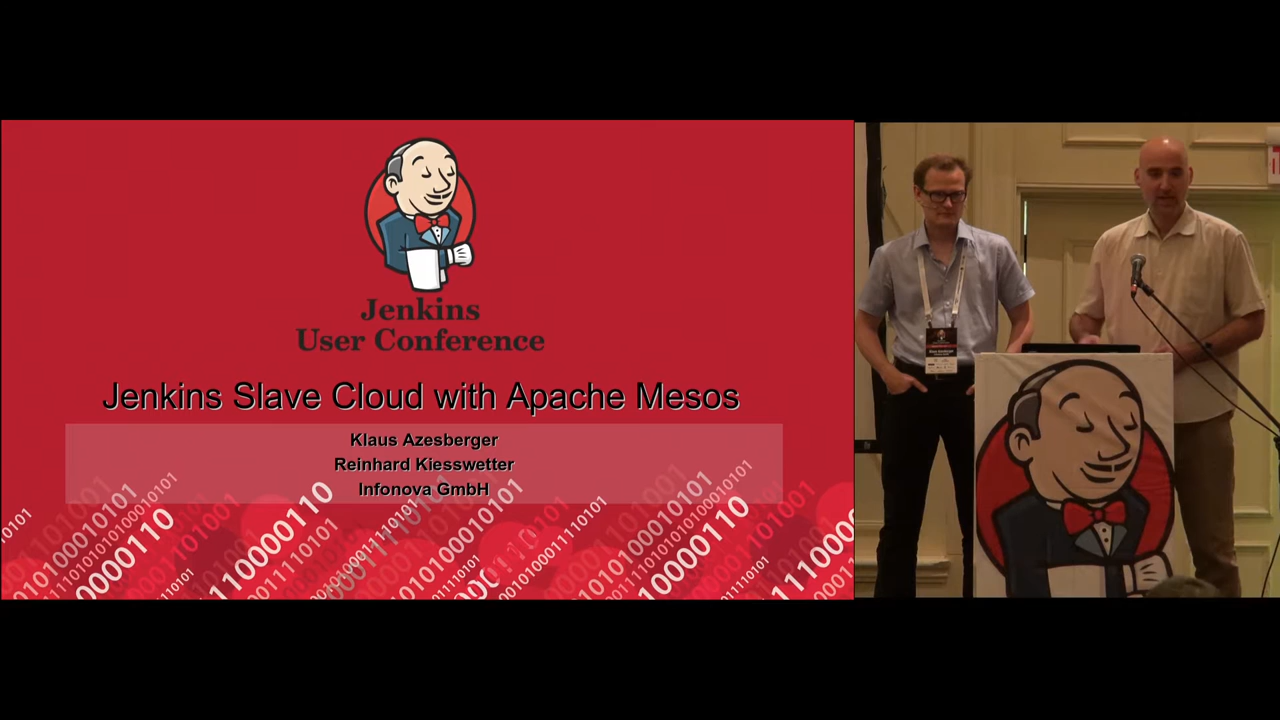 Jenkins
User Conference
Jenkins Slave Cloud with Apache Mesos
Klaus Azesberger
Reinhard Kiesswetter
Infonova GmbH